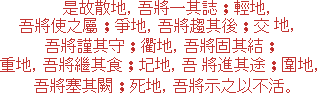 是故散地，吾將一其誌；輕地，
吾將使之屬；爭地，吾將趨其後；交地，
吾將謹其守；衢地，吾將固其結；
重地，吾將繼其食；圮地，吾將進其途；圍地，
吾將塞其闕；死地，吾將示之以不活。